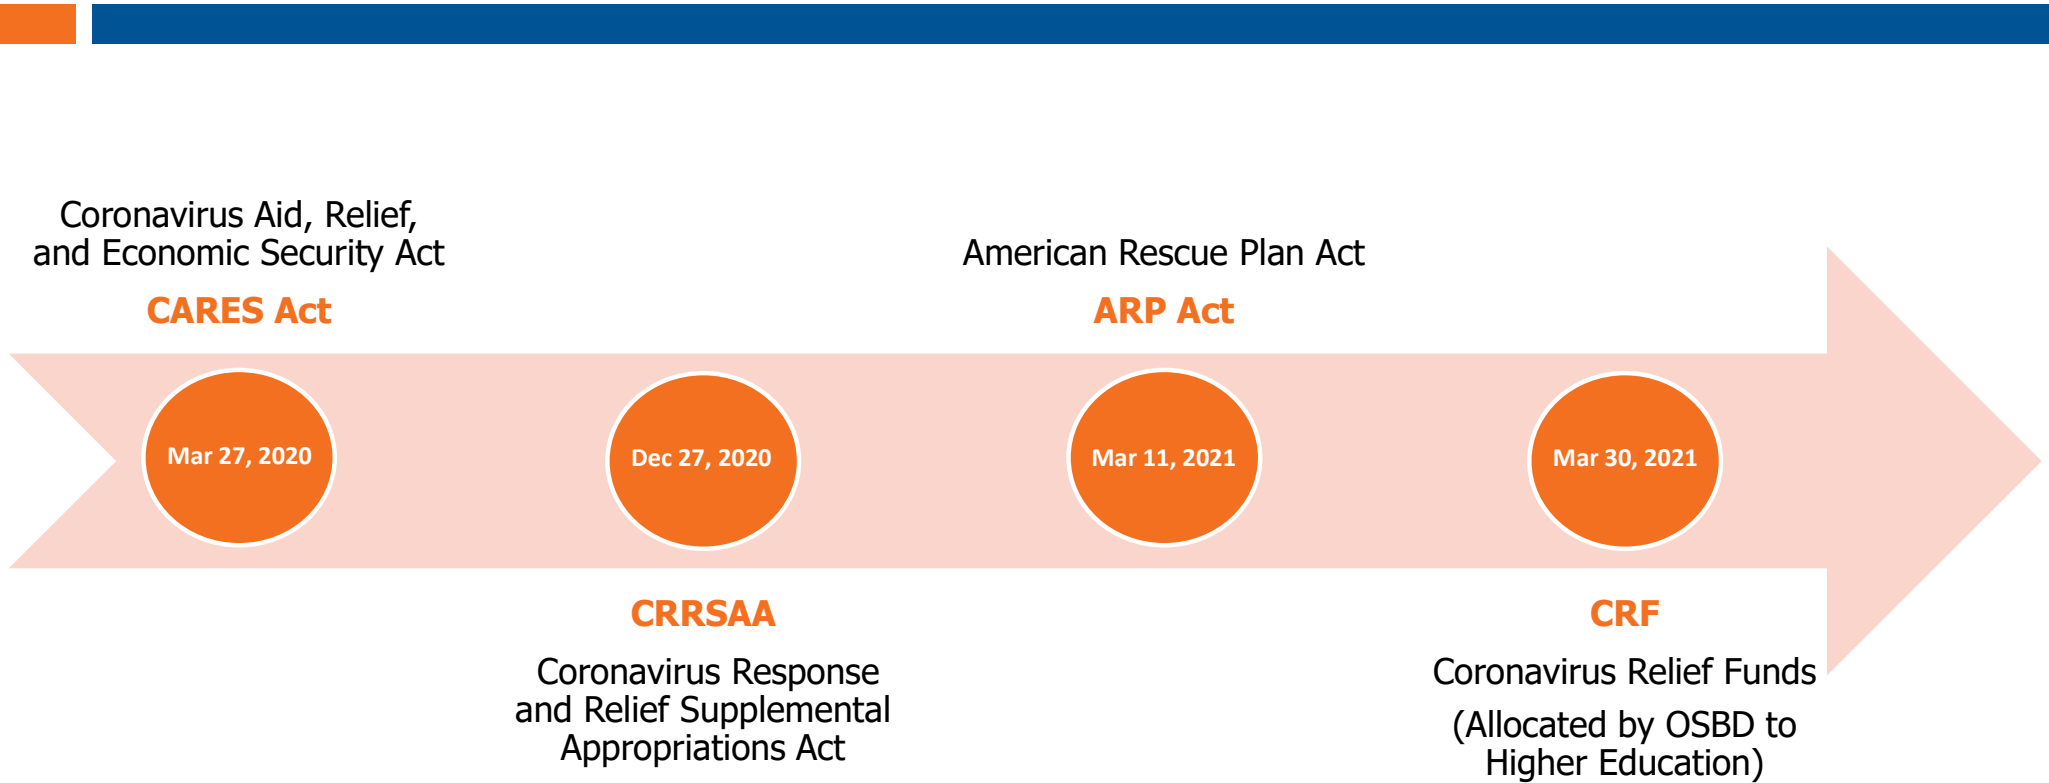 Coronavirus Aid, Relief,
and Economic Security Act
CARES Act
Mar 27, 2020
Dec 27, 2020
CRRSAA
Coronavirus Response
and Relief Supplemental
Appropriations Act
American Rescue Plan Act
ARP Act
Mar 11, 2021
Mar 30, 2021
CRF
Coronavirus Relief Funds
(Allocated by OSBD to
Higher Education)